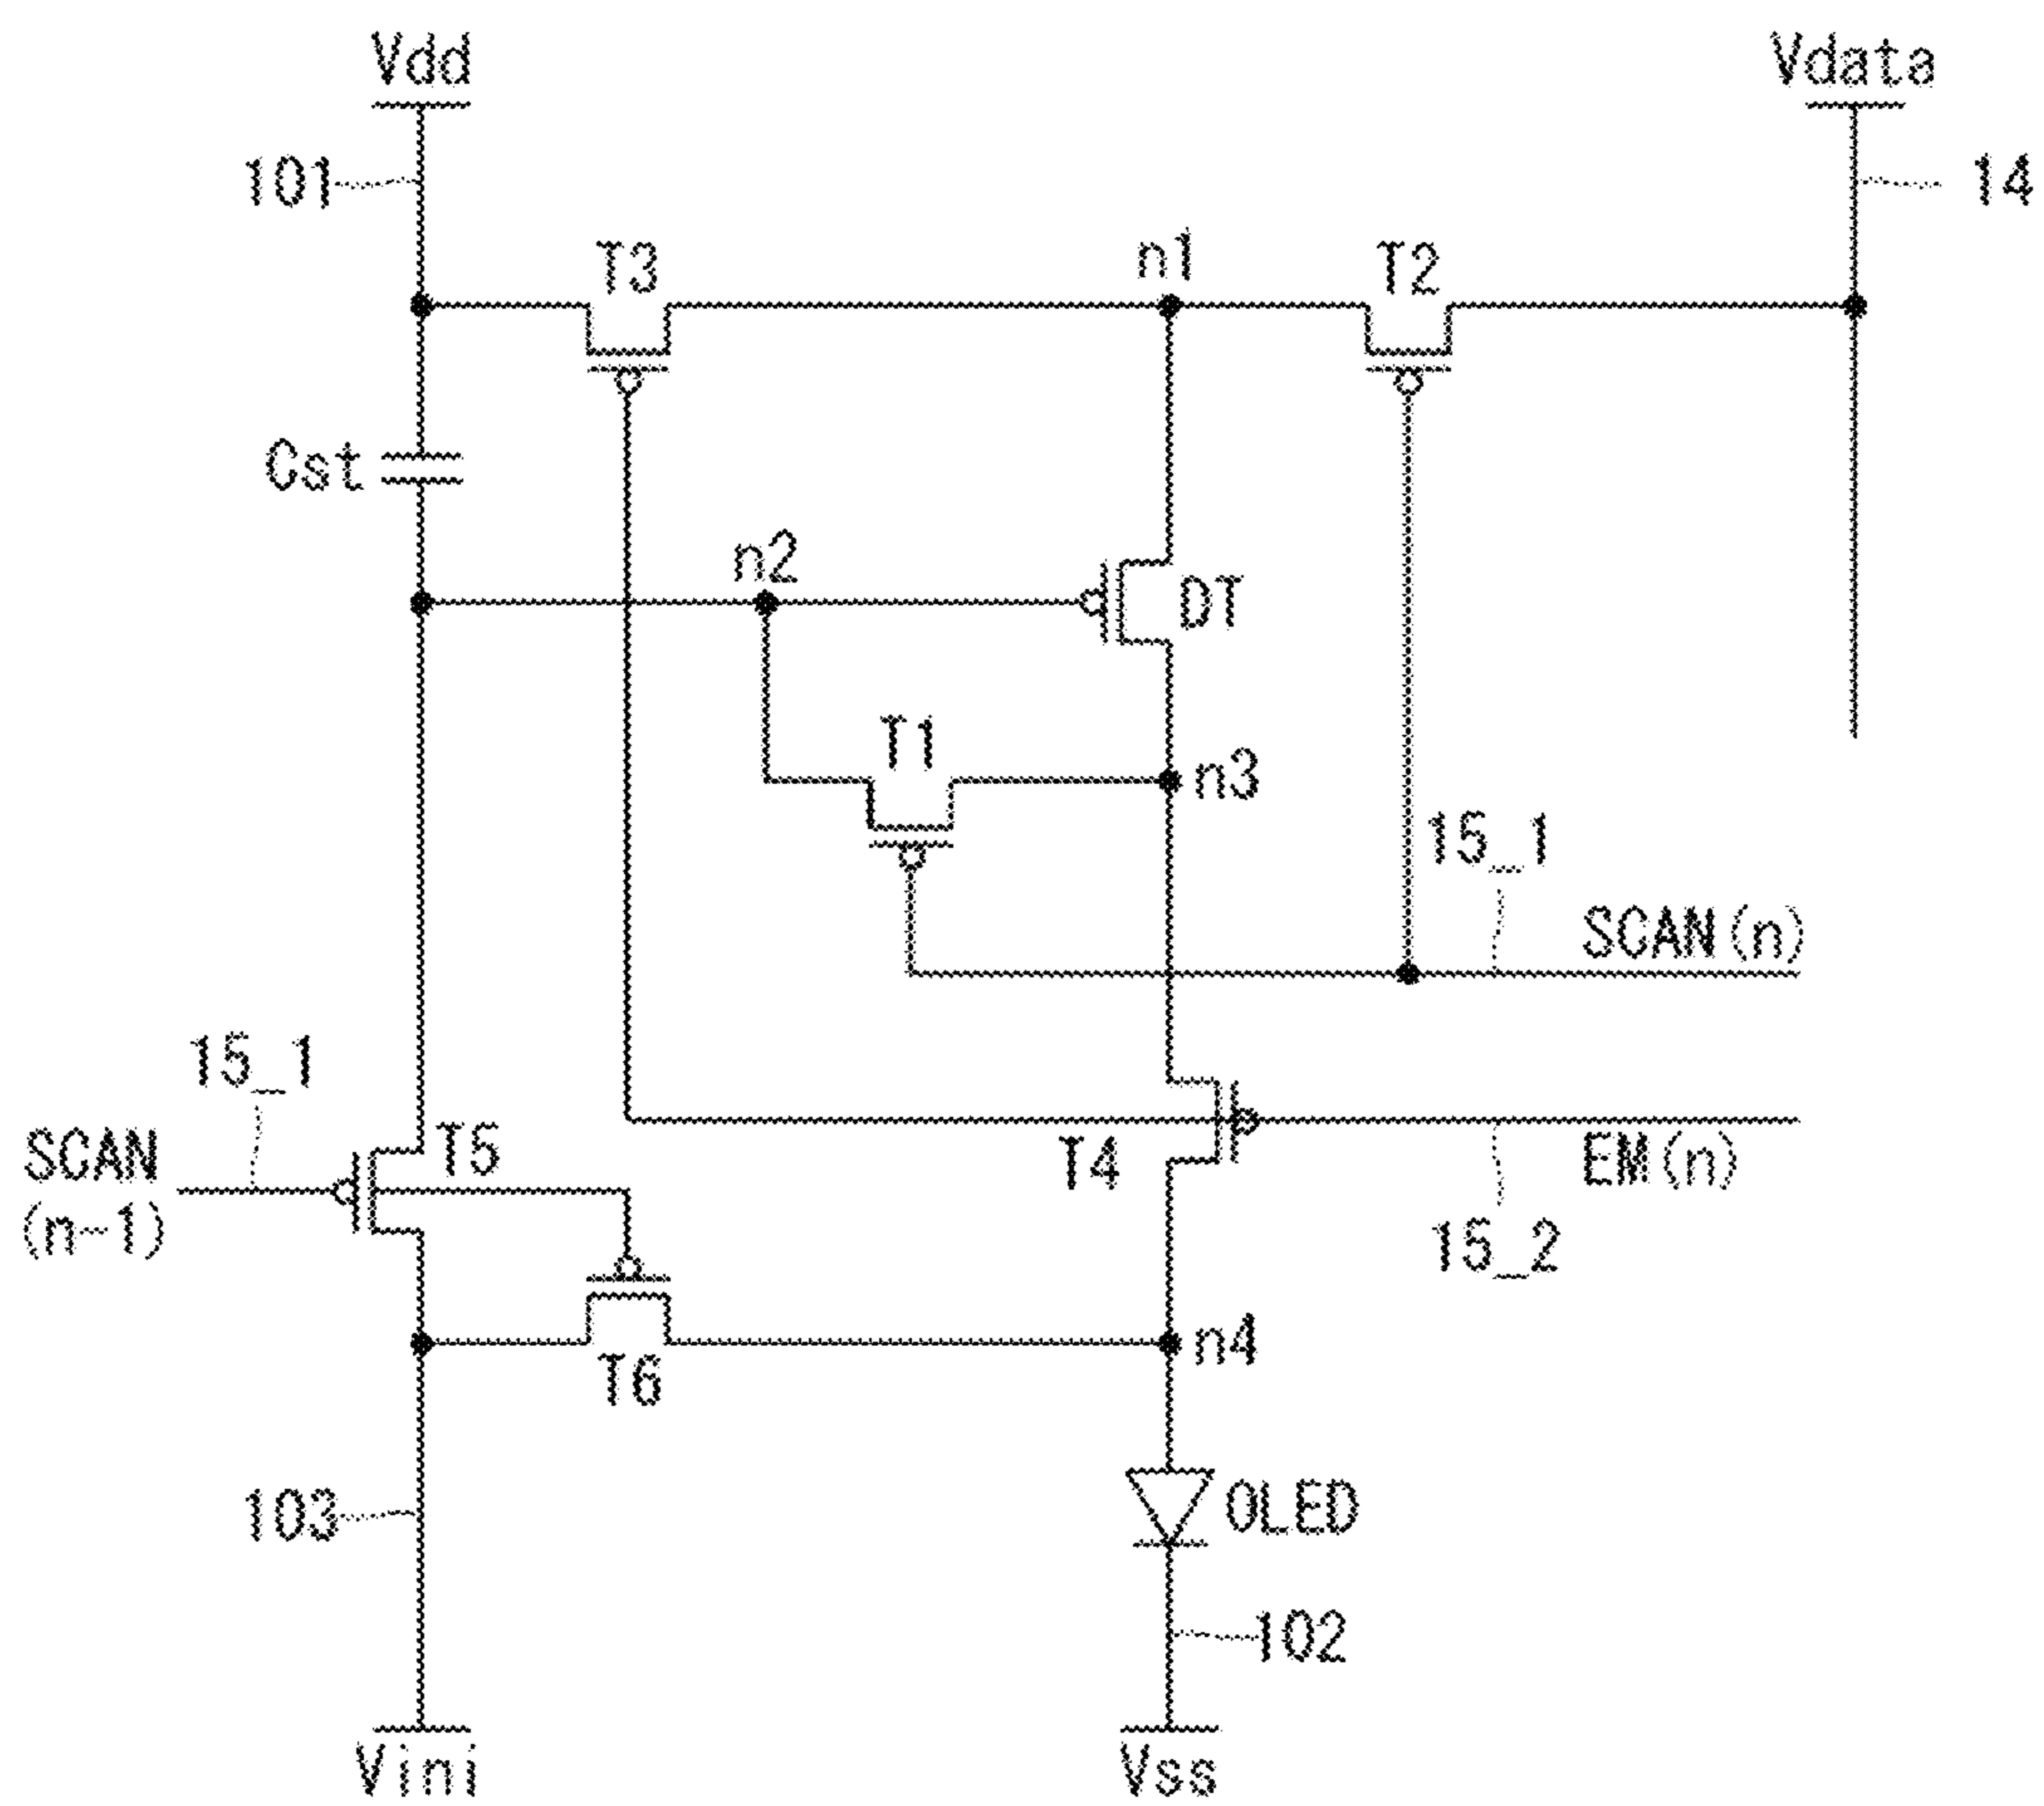 Vdd
Vdata
101
14
T3
n1
T2
Cst
n2
DT
T1
n3
15_1
SCAN(n)
15_1
SCAN
(n-1)
T5
T4
EM(n)
15_2
n4
T6
103
OLED
102
Vini
Vss